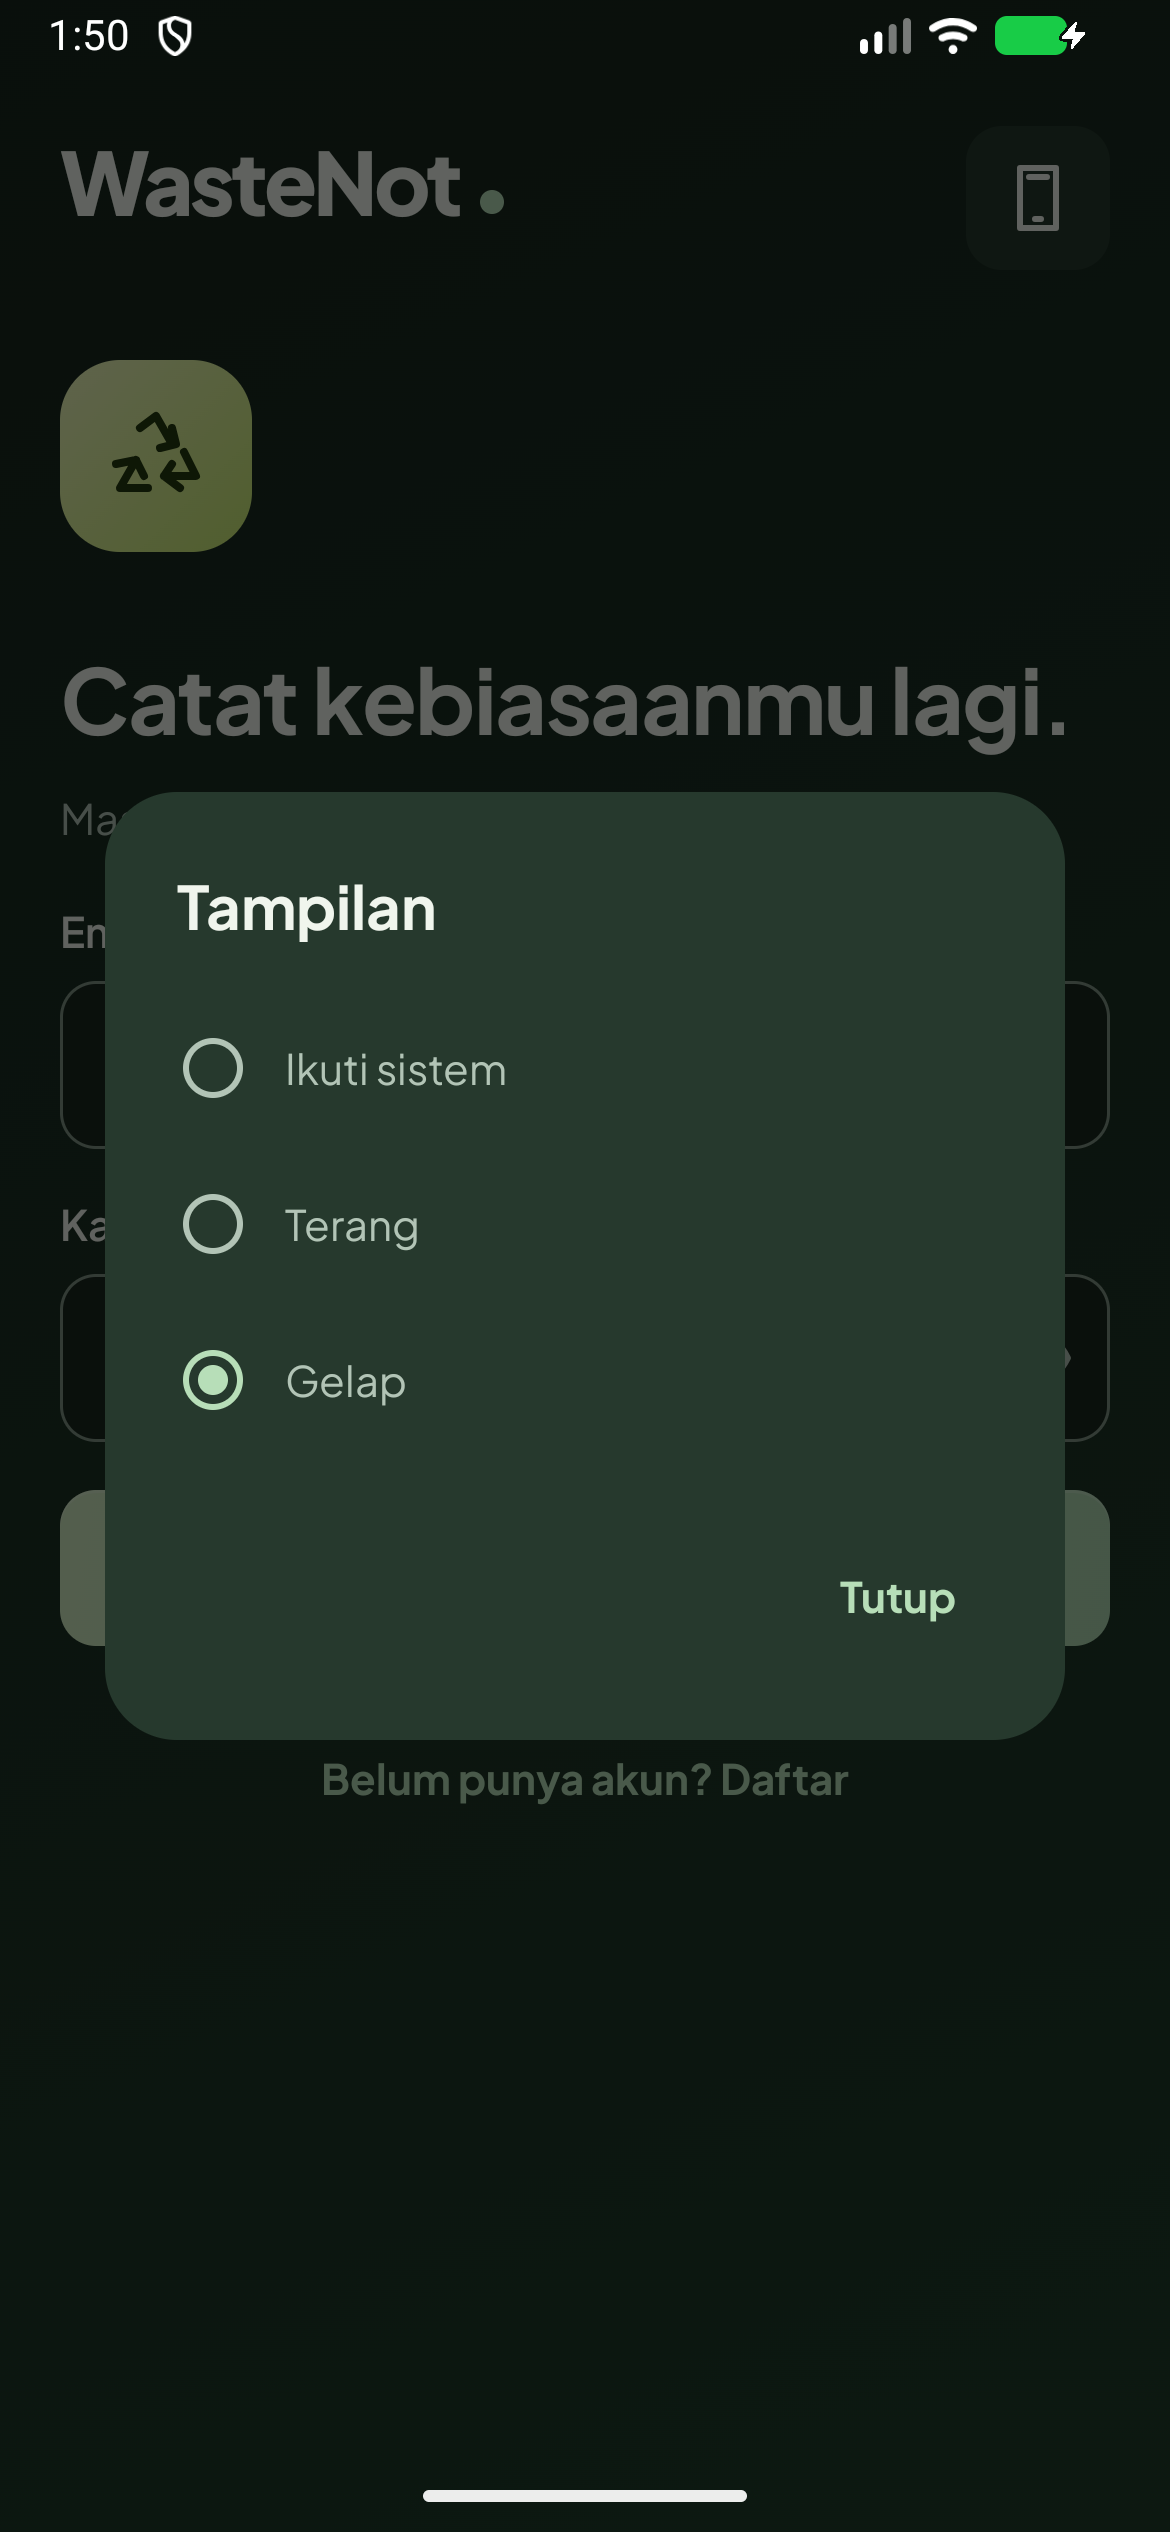 1:50
WasteNot
Catat kebiasaanmu lagi.
Tampilan
Ikuti sistem
Terang
Gelap
Tutup
Belum punya akun? Daftar